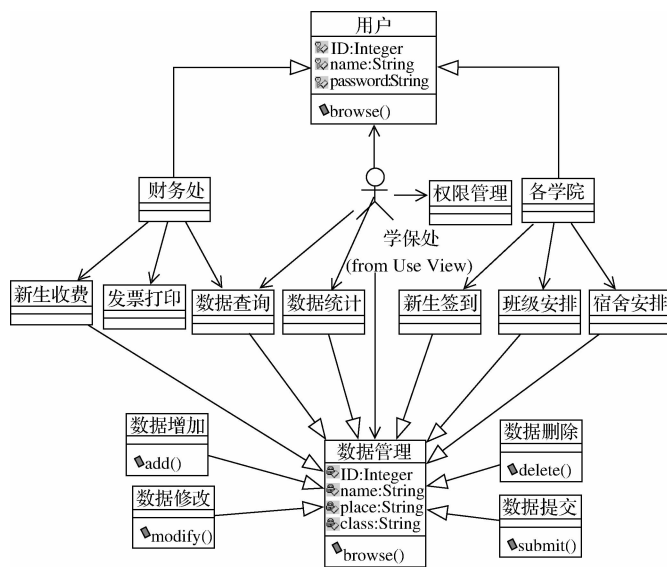 用户
ID:Integer
name:String
password:String
browse()
财务处
权限管理
各学院
学保处
(from Use View)
新生收费
发票打印
数据查询
数据统计
新生签到
班级安排
宿舍安排
数据增加
add()
数据管理
ID:Integer
name:String
place:String
class:String
browse()
数据删除
delete()
数据修改
modify()
数据提交
submit()